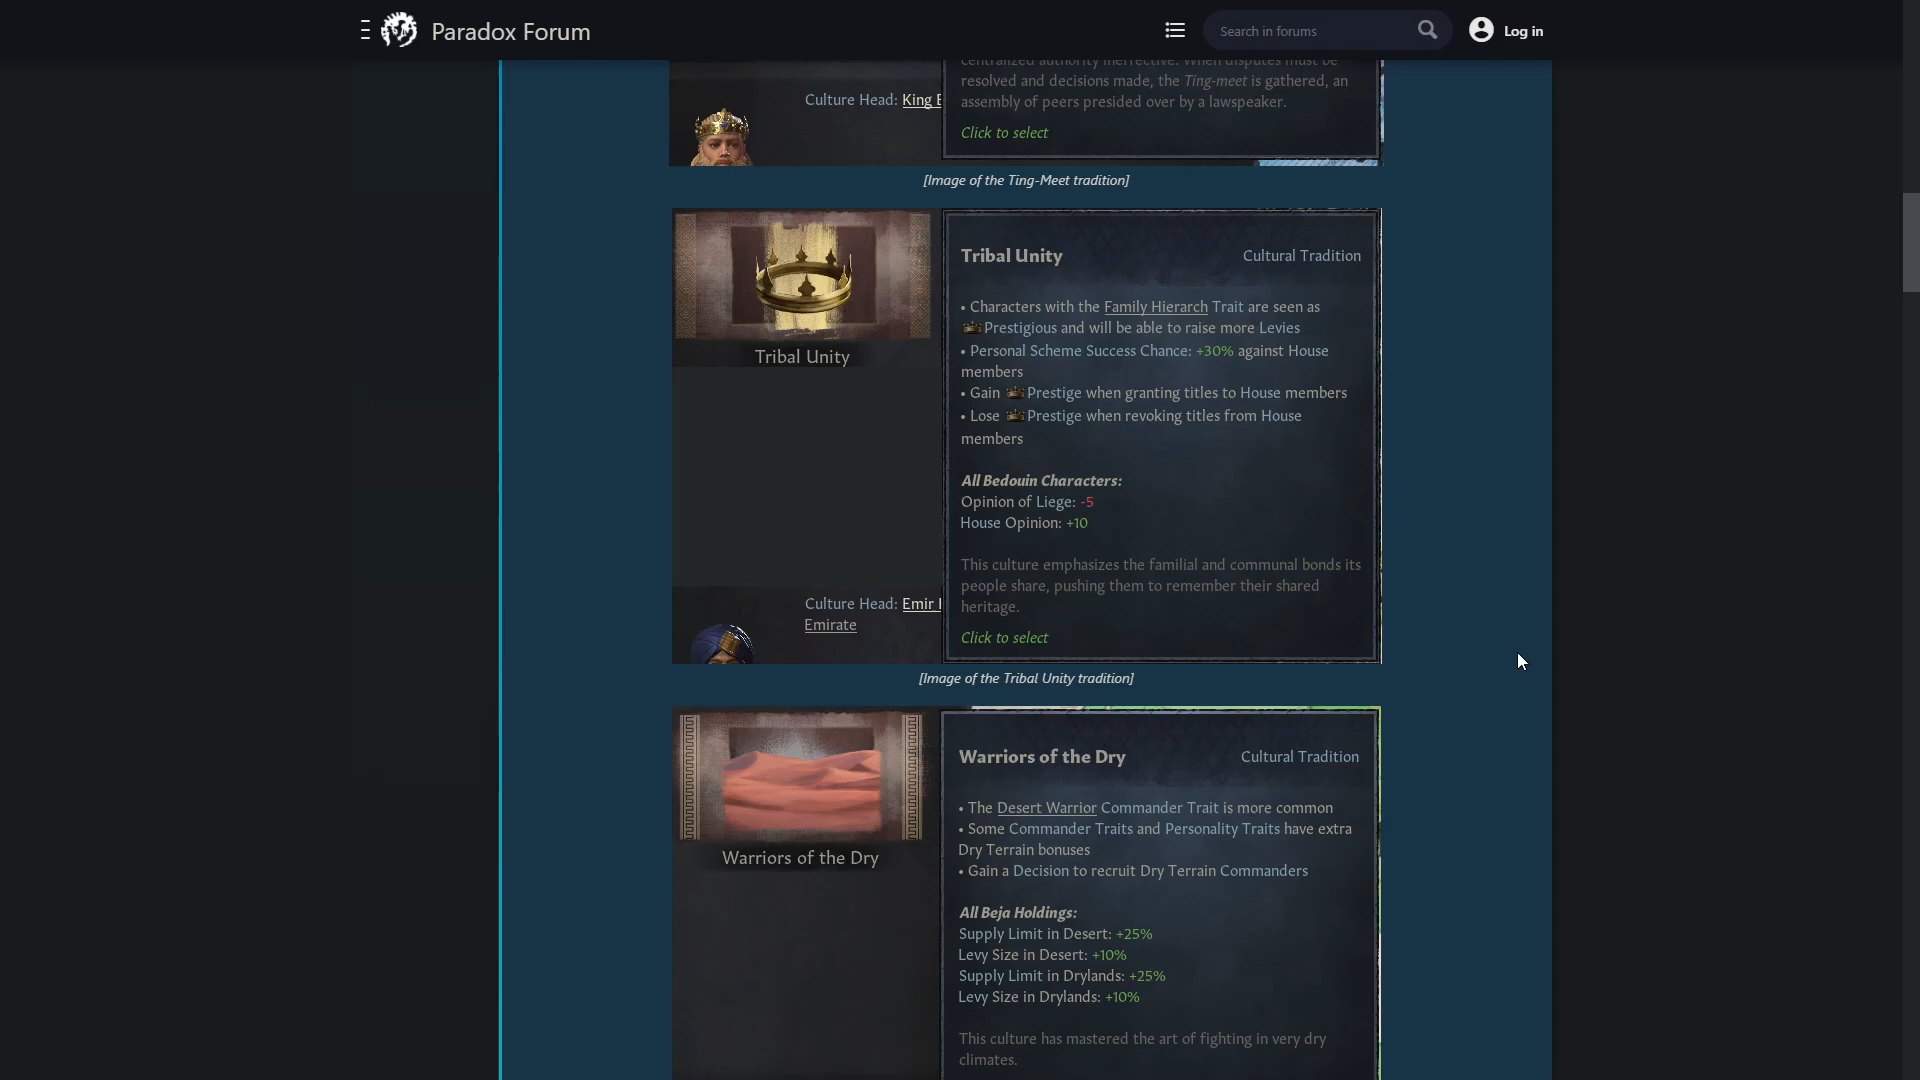 Paradox Forum
Search in forums
Log in
centralized authority ineffective. When disputes must be
resolved and decisions made, the Ting-meet is gathered, an
assembly of peers presided over by a lawspeaker.
Click to select
Culture Head: King
[Image of the Ting-Meet tradition]
Tribal Unity
Tribal Unity
Cultural Tradition
• Characters with the Family Hierarch Trait are seen as
Prestigious and will be able to raise more Levies
• Personal Scheme Success Chance: +30% against House
members
• Gain Prestige when granting titles to House members
• Lose Prestige when revoking titles from House
members
All Bedouin Characters:
Opinion of Liege: -5
House Opinion: +10
This culture emphasizes the familial and communal bonds its
people share, pushing them to remember their shared
heritage.
Click to select
Culture Head: Emir
Emirate
[Image of the Tribal Unity tradition]
Warriors of the Dry
Warriors of the Dry
Cultural Tradition
• The Desert Warrior Commander Trait is more common
• Some Commander Traits and Personality Traits have extra
Dry Terrain bonuses
• Gain a Decision to recruit Dry Terrain Commanders
All Beja Holdings:
Supply Limit in Desert: +25%
Levy Size in Desert: +10%
Supply Limit in Drylands: +25%
Levy Size in Drylands: +10%
This culture has mastered the art of fighting in very dry
climates.